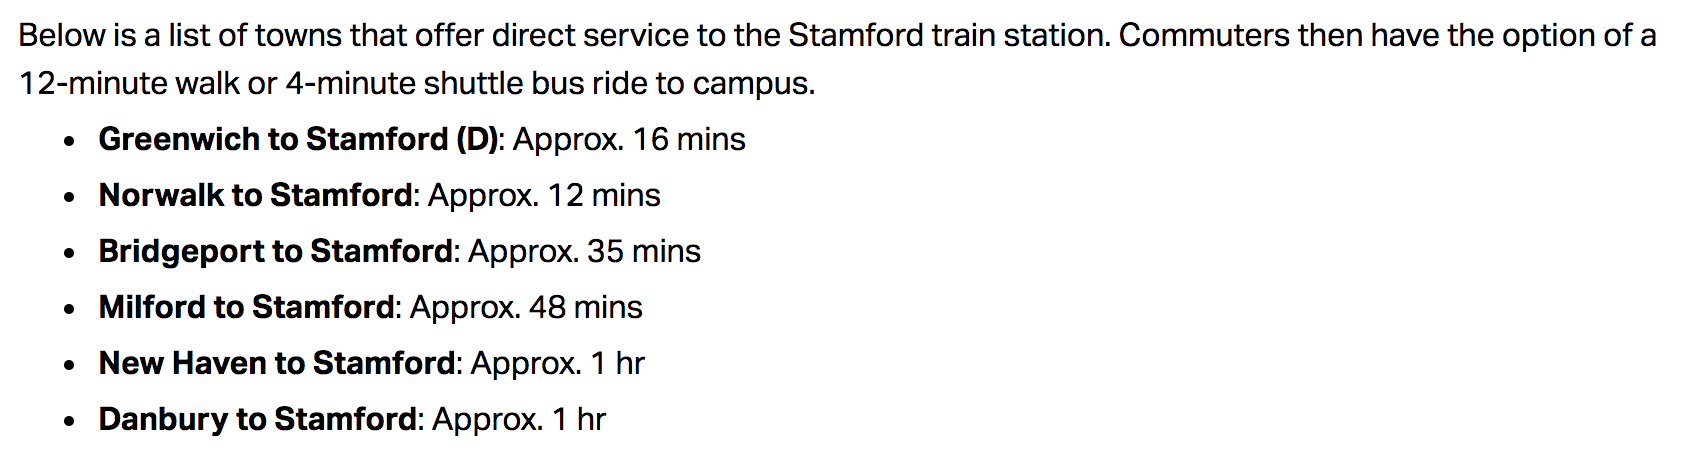 Below is a list of towns that offer direct service to the Stamford train station. Commuters then have the option of a
12-minute walk or 4-minute shuttle bus ride to campus.
• Greenwich to Stamford (D): Approx. 16 mins
• Norwalk to Stamford: Approx. 12 mins
• Bridgeport to Stamford: Approx. 35 mins
• Milford to Stamford: Approx. 48 mins
• New Haven to Stamford: Approx. 1 hr
• Danbury to Stamford: Approx. 1 hr